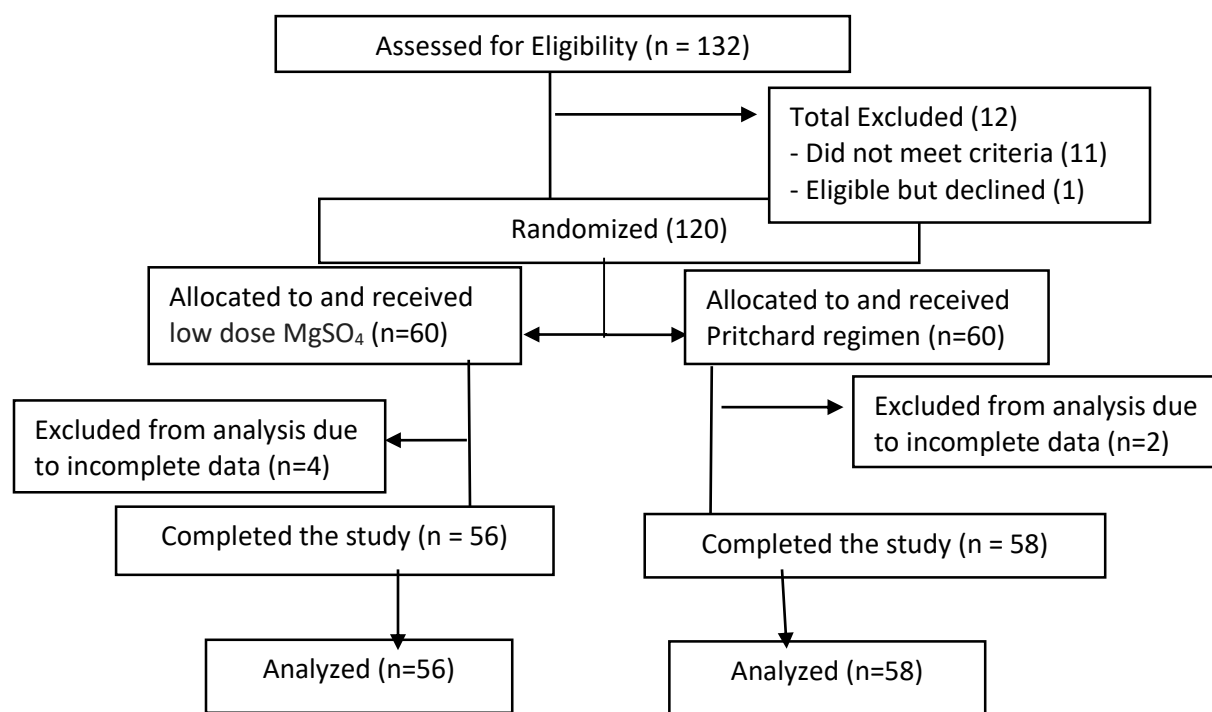 Assessed for Eligibility (n = 132)
Total Excluded (12)
- Did not meet criteria (11)
- Eligible but declined (1)
Randomized (120)
Allocated to and received
low dose MgSO₄ (n=60)
Allocated to and received
Pritchard regimen (n=60)
Excluded from analysis due
to incomplete data (n=4)
Excluded from analysis due
to incomplete data (n=2)
Completed the study (n = 56)
Completed the study (n = 58)
Analyzed (n=56)
Analyzed (n=58)